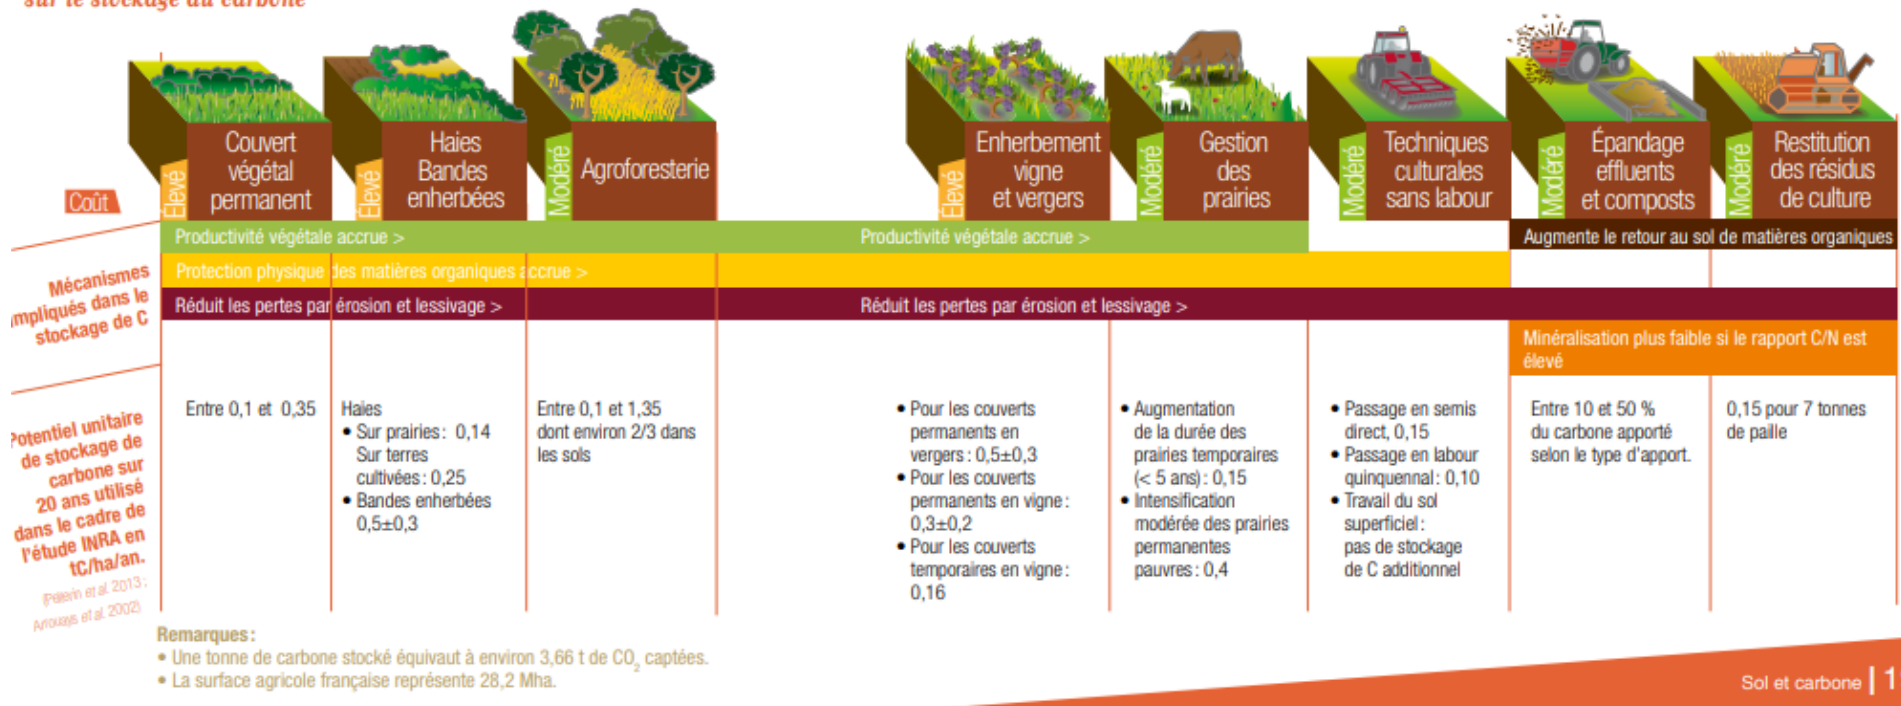 sur le stockage du carbone
Coût
Élevé
Couvert
végétal
permanent
Élevé
Haies
Bandes
enherbées
Modéré
Agroforesterie
Élevé
Enherbement
vigne
et vergers
Modéré
Gestion
des
prairies
Modéré
Techniques
culturales
sans labour
Modéré
Épandage
effluents
et composts
Modéré
Restitution
des résidus
de culture
Mécanismes
impliqués dans le
stockage de C
Productivité végétale accrue >
Productivité végétale accrue >
Augmente le retour au sol de matières organiques
Protection physique des matières organiques accrue >
Réduit les pertes par érosion et lessivage >
Réduit les pertes par érosion et lessivage >
Minéralisation plus faible si le rapport C/N est
élevé
Potentiel unitaire
de stockage de
carbone sur
20 ans utilisé
dans le cadre de
l'étude INRA en
tC/ha/an.
et al. 2013 ;
Arrouays et al. 2002)
Entre 0,1 et 0,35
Haies
• Sur prairies : 0,14
Sur terres
cultivées : 0,25
• Bandes enherbées
0,5±0,3
Entre 0,1 et 1,35
dont environ 2/3 dans
les sols
• Pour les couverts
permanents en
vergers : 0,5±0,3
• Pour les couverts
permanents en vigne :
0,3±0,2
• Pour les couverts
temporaires en vigne :
0,16
• Augmentation
de la durée des
prairies temporaires
(< 5 ans) : 0,15
• Intensification
modérée des prairies
permanentes
pauvres : 0,4
• Passage en semis
direct, 0,15
• Passage en labour
quinquennal : 0,10
• Travail du sol
superficiel :
pas de stockage
de C additionnel
Entre 10 et 50 %
du carbone apporté
selon le type d'apport.
0,15 pour 7 tonnes
de paille
Remarques :
• Une tonne de carbone stocké équivaut à environ 3,66 t de CO₂ captées.
• La surface agricole française représente 28,2 Mha.
Sol et carbone |